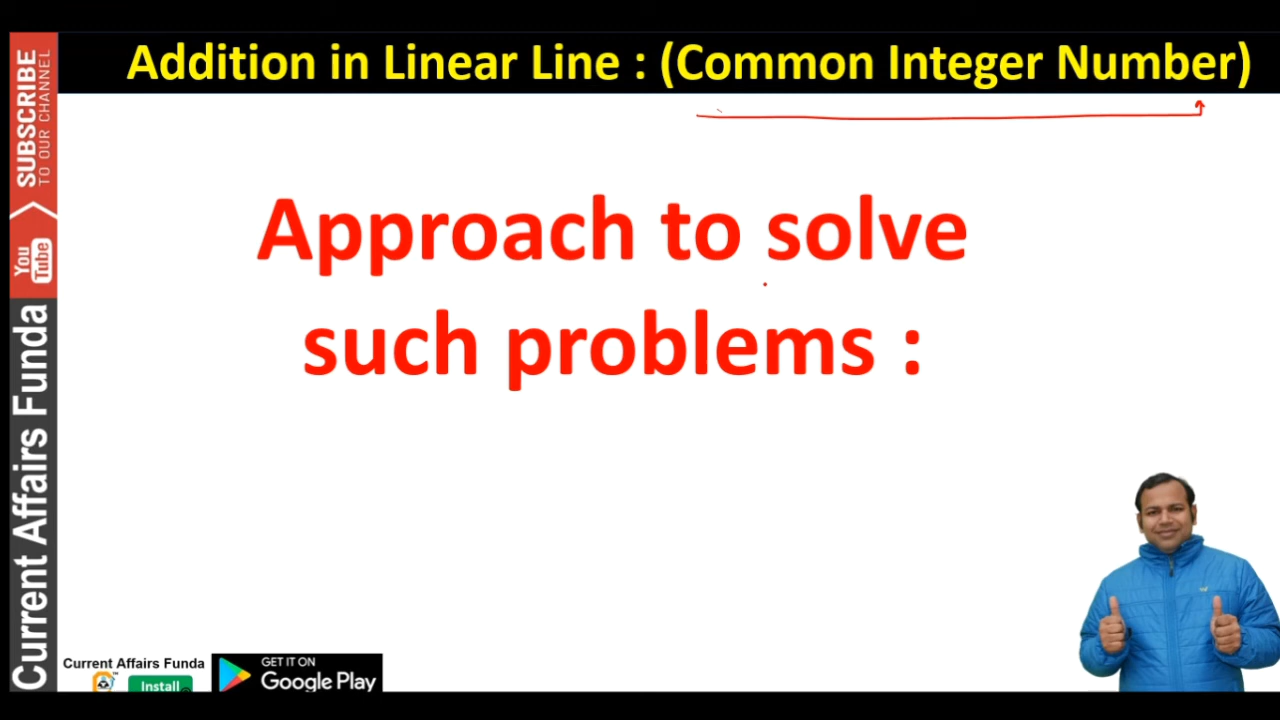 Addition in Linear Line : (Common Integer Number)
SUBSCRIBE
TO OUR CHANNEL
You
Tube
Current Affairs Funda
Approach to solve
such problems :
Current Affairs Funda
Install
GET IT ON
Google Play